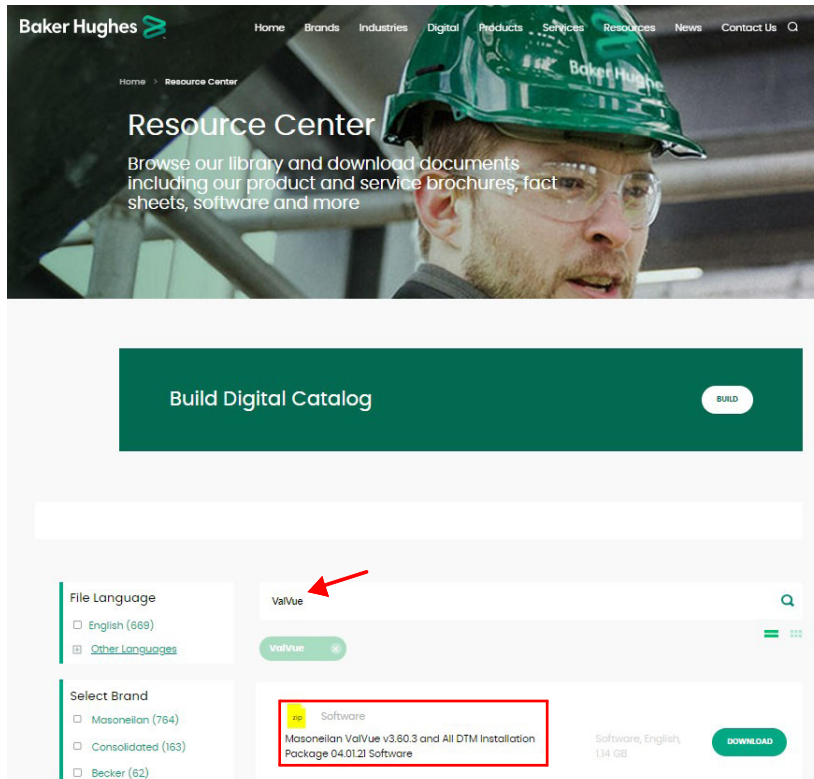 Baker Hughes
Home Brands Industries Digital Products Services Resources News Contact Us
Baker Hughe
Home > Resource Center
Resource Center
Browse our library and download documents
including our product and service brochures, fact
sheets, software and more
Build Digital Catalog
BUILD
File Language
English (669)
Other Languages
Select Brand
Masoneilan (764)
Consolidated (163)
Becker (62)
ValVue
ValVue
zip
Software
Masoneilan ValVue v3.60.3 and All DTM Installation
Package 04.01.21 Software
Software, English,
1.14 GB
DOWNLOAD